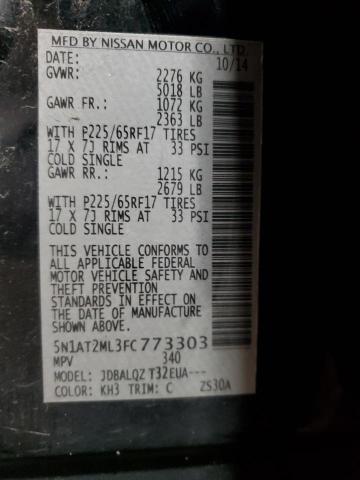 MFD BY NISSAN MOTOR CO., LTD.
DATE: 10/14
GVWR: 2276 KG
5018 LB
GAWR FR.: 1072 KG
2363 LB
WITH P225/65RF17 TIRES
17 X 7J RIMS AT 33 PSI
COLD SINGLE
GAWR RR.: 1215 KG
2679 LB
WITH P225/65RF17 TIRES
17 X 7J RIMS AT 33 PSI
COLD SINGLE
THIS VEHICLE CONFORMS TO
ALL APPLICABLE FEDERAL
MOTOR VEHICLE SAFETY AND
THEFT PREVENTION
STANDARDS IN EFFECT ON THE
DATE OF MANUFACTURE SHOWN
ABOVE.
5N1AT2ML3FC773303
MPV 340
MODEL: JDBALQZ T32EUA---
COLOR: KH3 TRIM: C ZS30A